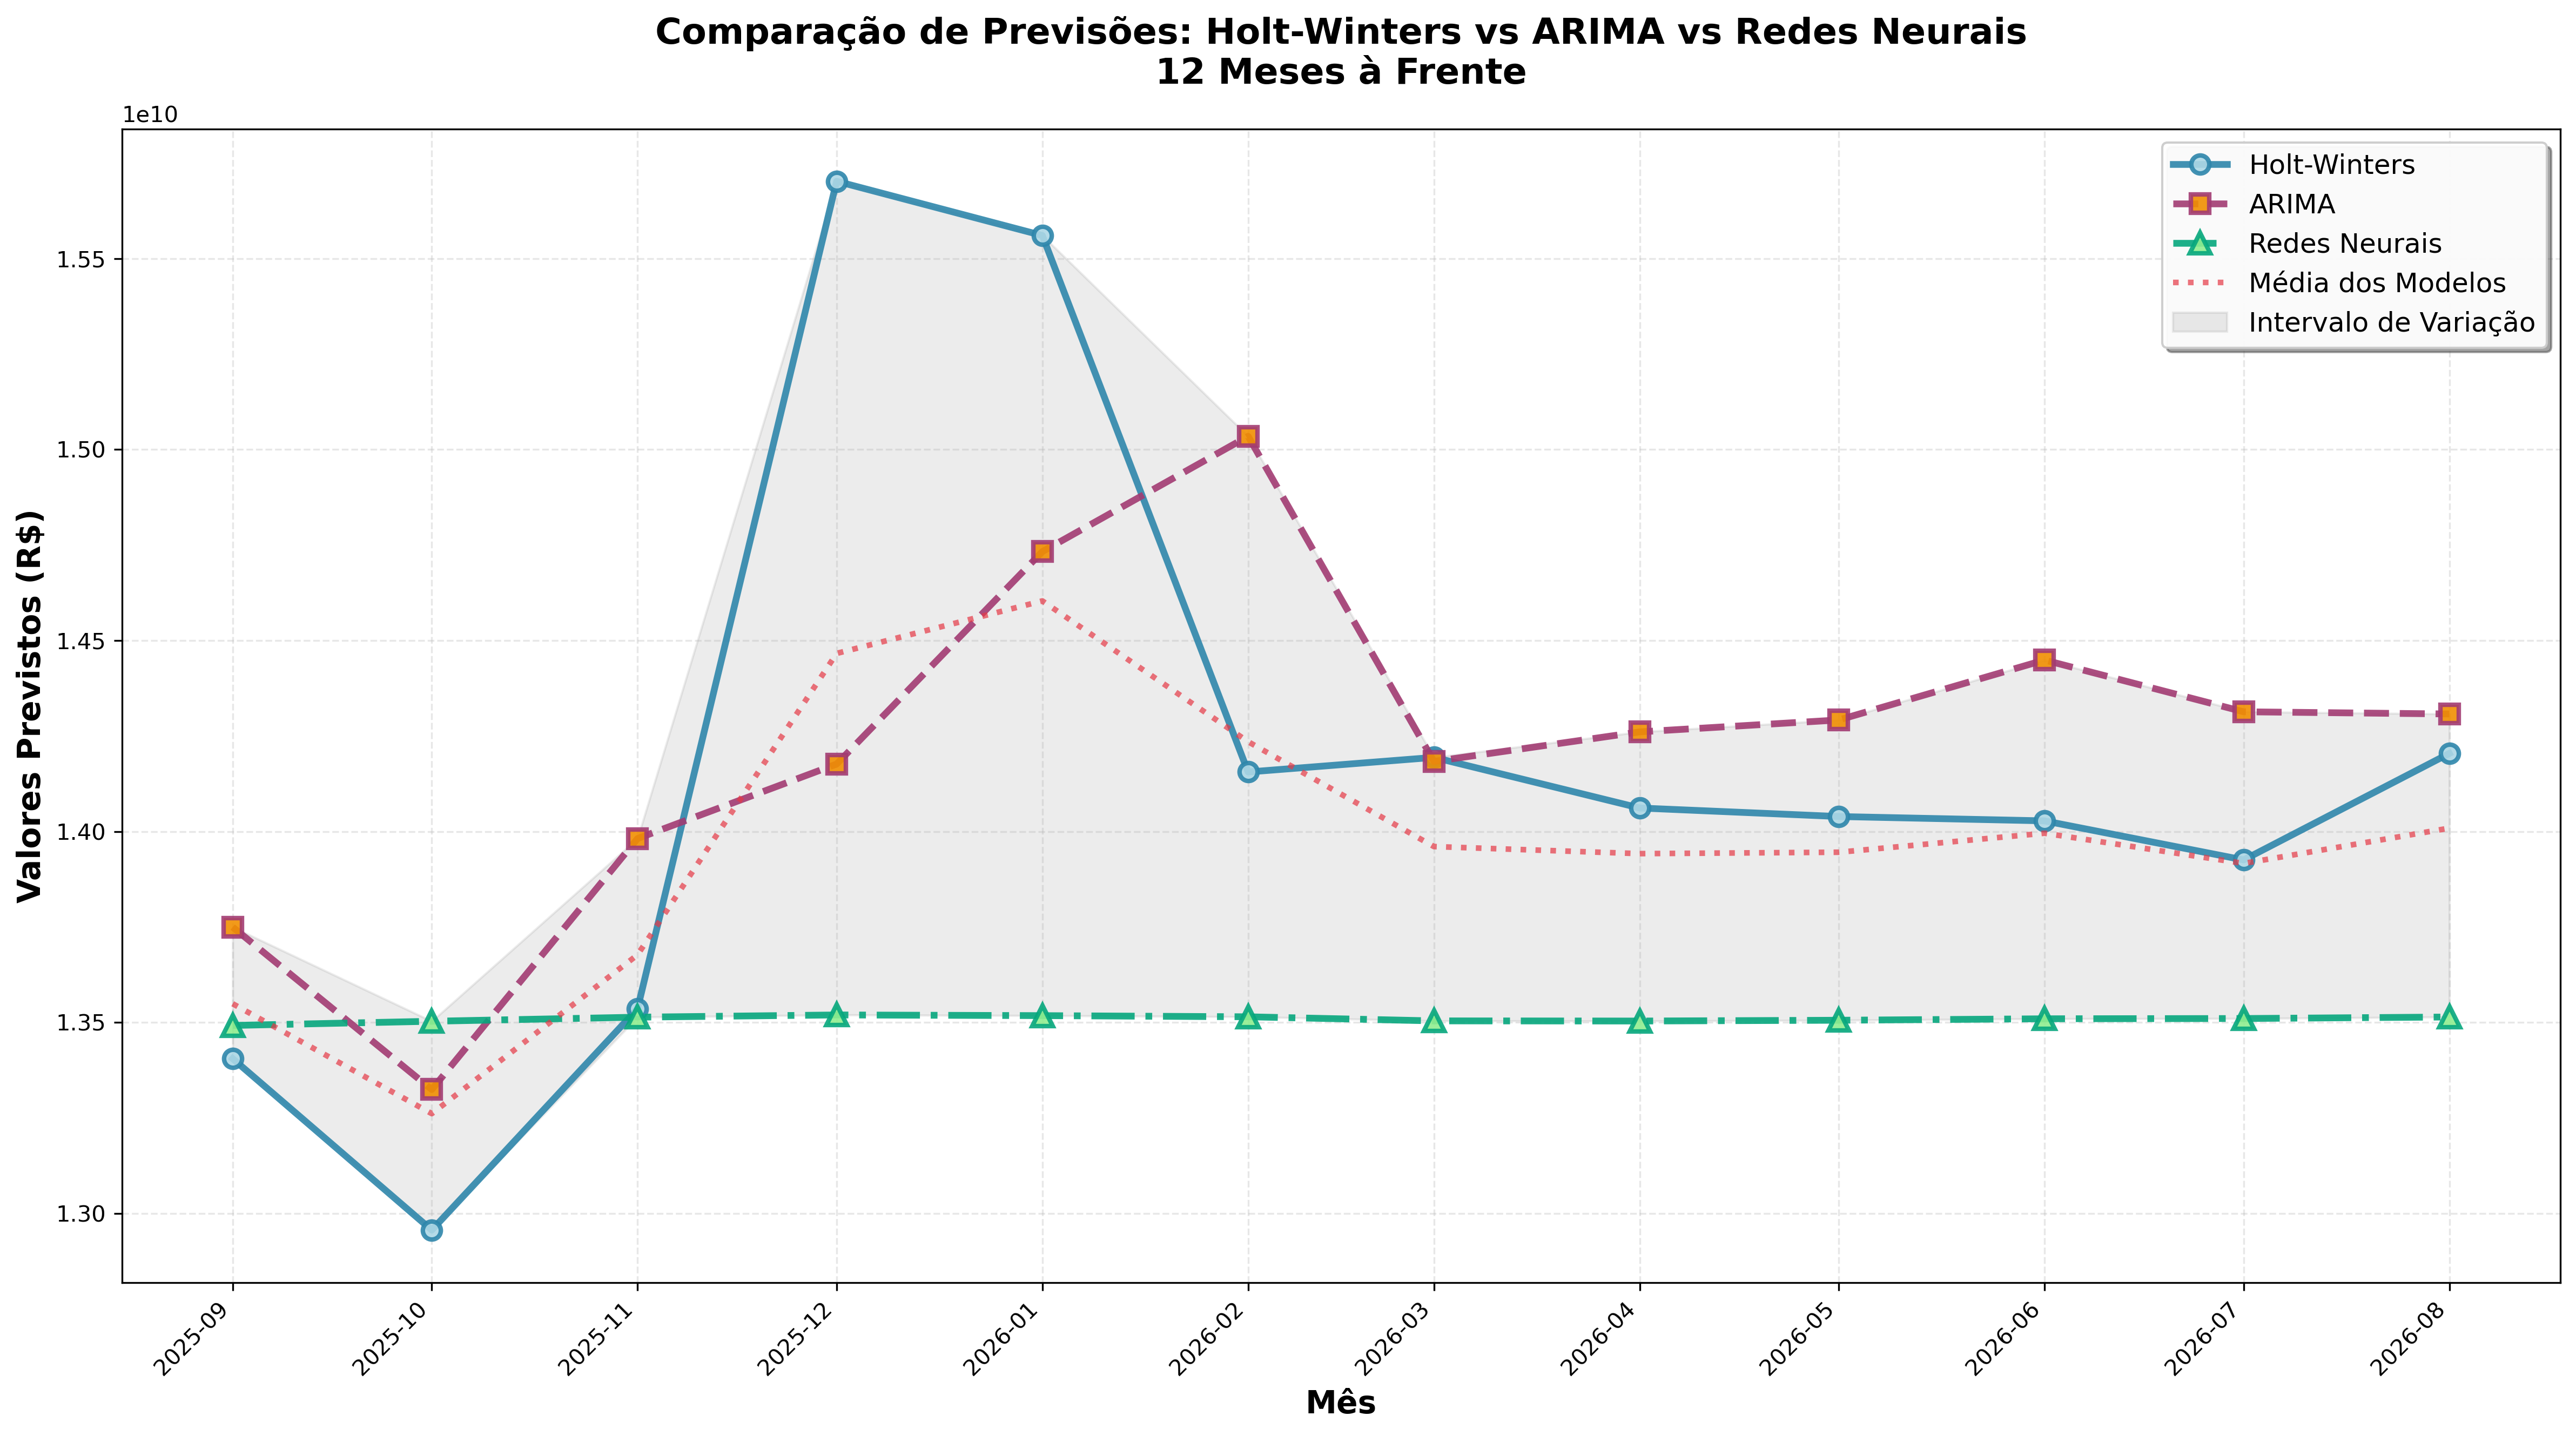 Comparação de Previsões: Holt-Winters vs ARIMA vs Redes Neurais
12 Meses à Frente
1e10
Holt-Winters
ARIMA
Redes Neurais
Média dos Modelos
Intervalo de Variação
Valores Previstos (R$)
1.55
1.50
1.45
1.40
1.35
1.30
2025-09
2025-10
2025-11
2025-12
2026-01
2026-02
2026-03
2026-04
2026-05
2026-06
2026-07
2026-08
Mês